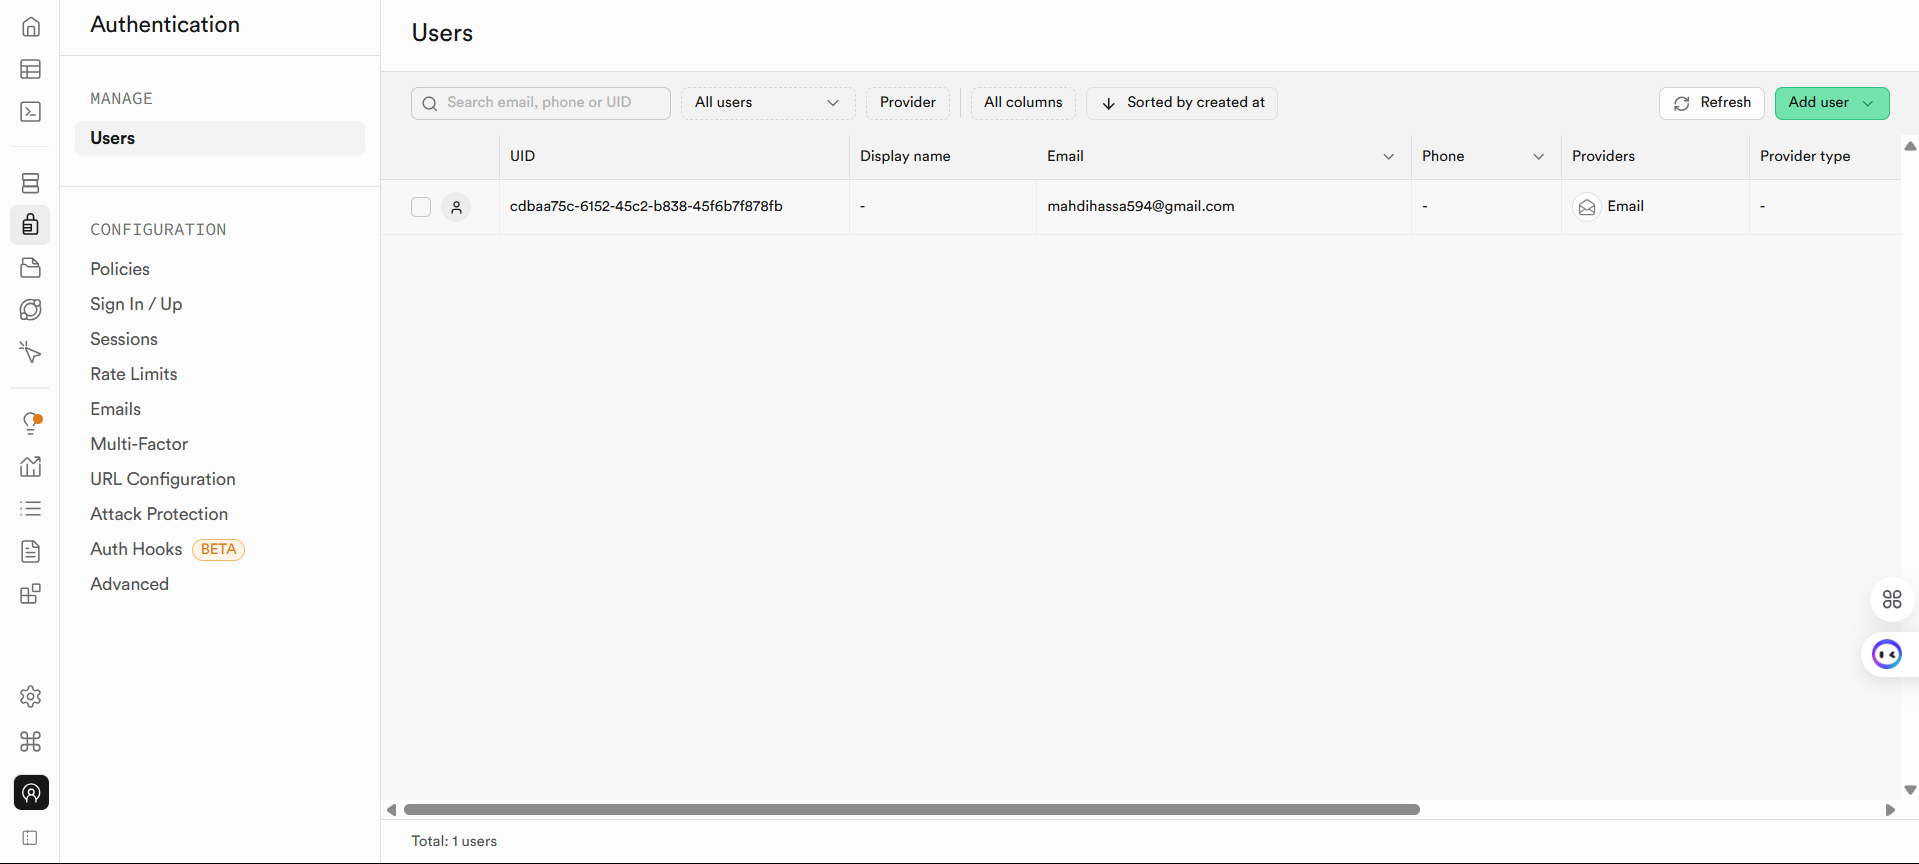 Authentication
MANAGE
Users
CONFIGURATION
Policies
Sign In / Up
Sessions
Rate Limits
Emails
Multi-Factor
URL Configuration
Attack Protection
Auth Hooks BETA
Advanced
Users
Search email, phone or UID All users Provider All columns Sorted by created at Refresh Add user
UID Display name Email Phone Providers Provider type
cdbaa75c-6152-45c2-b838-45f6b7f878fb - mahdihassa594@gmail.com - Email -
Total: 1 users